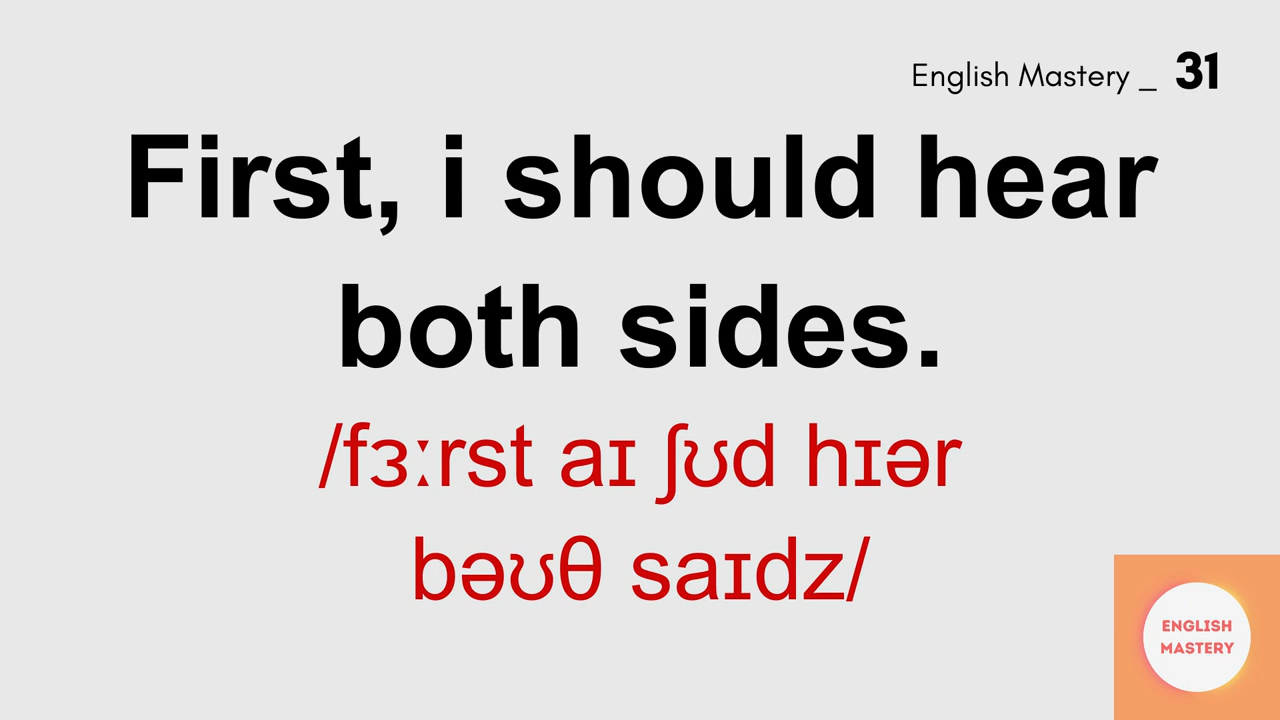 English Mastery _ 31
First, i should hear
both sides.
/fɜːrst aɪ ʃʊd hɪər
bəʊθ saɪdz/
ENGLISH
MASTERY